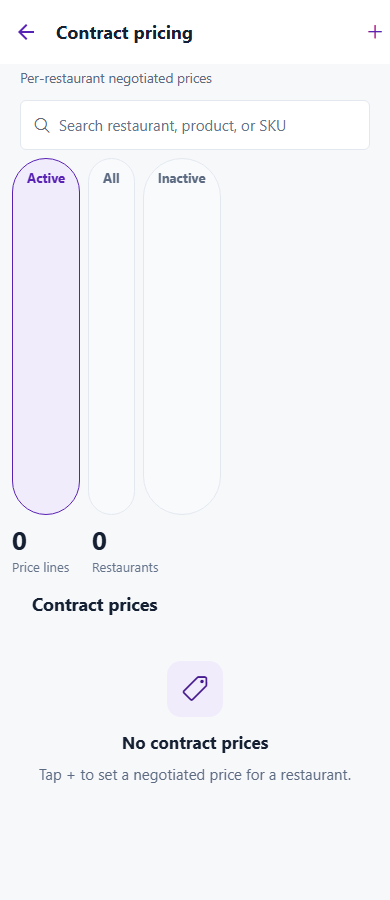 Contract pricing
Per-restaurant negotiated prices
Search restaurant, product, or SKU
Active All Inactive
0 0
Price lines Restaurants
Contract prices
No contract prices
Tap + to set a negotiated price for a restaurant.